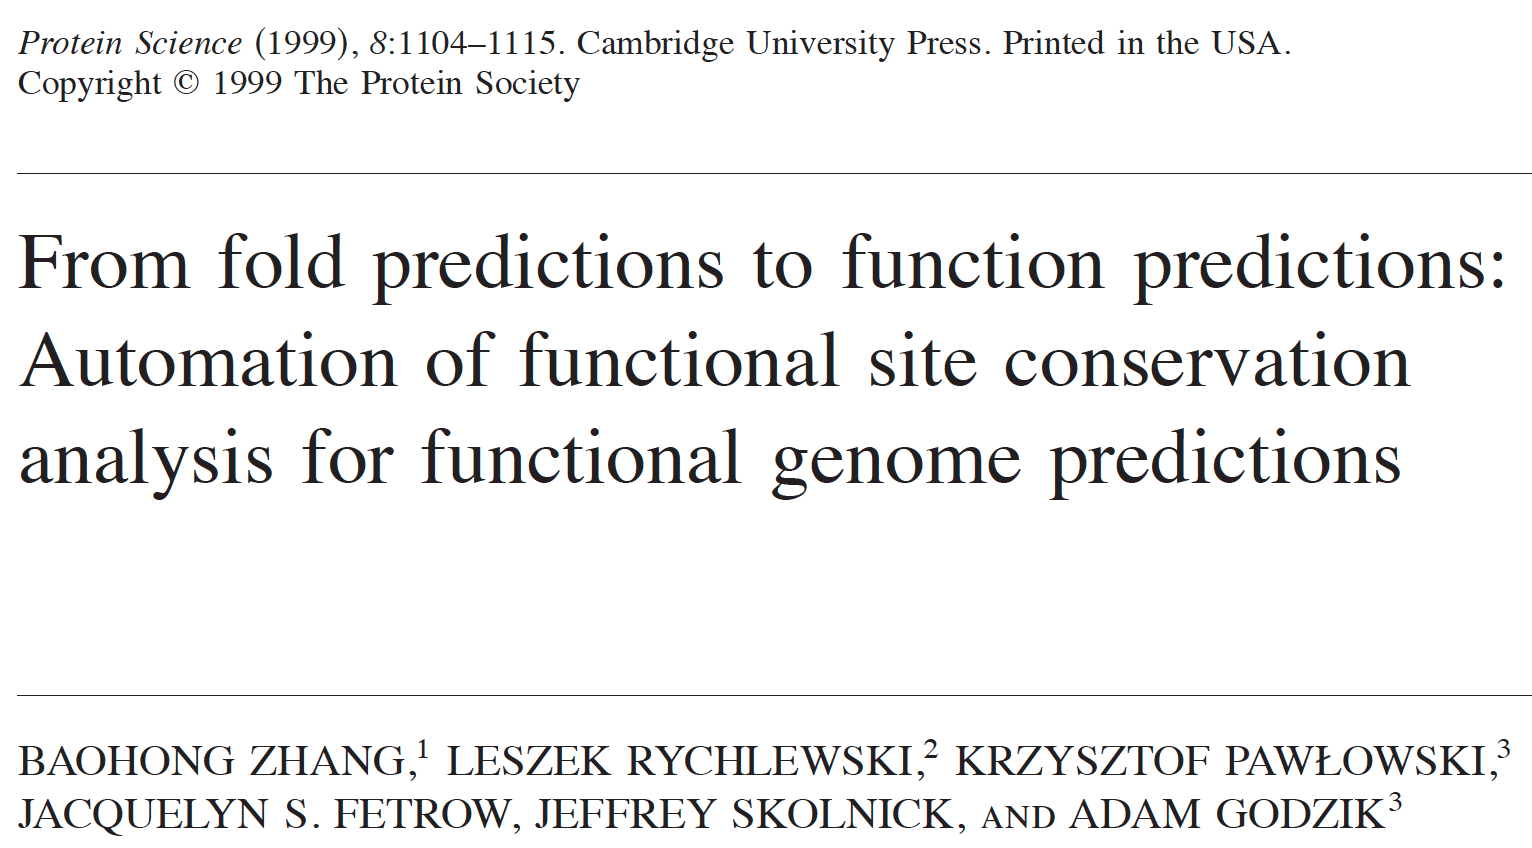 Protein Science (1999), 8:1104–1115. Cambridge University Press. Printed in the USA.
Copyright © 1999 The Protein Society
From fold predictions to function predictions:
Automation of functional site conservation
analysis for functional genome predictions
BAOHONG ZHANG,¹ LESZEK RYCHLEWSKI,² KRZYSZTOF PAWŁOWSKI,³
JACQUELYN S. FETROW, JEFFREY SKOLNICK, AND ADAM GODZIK³